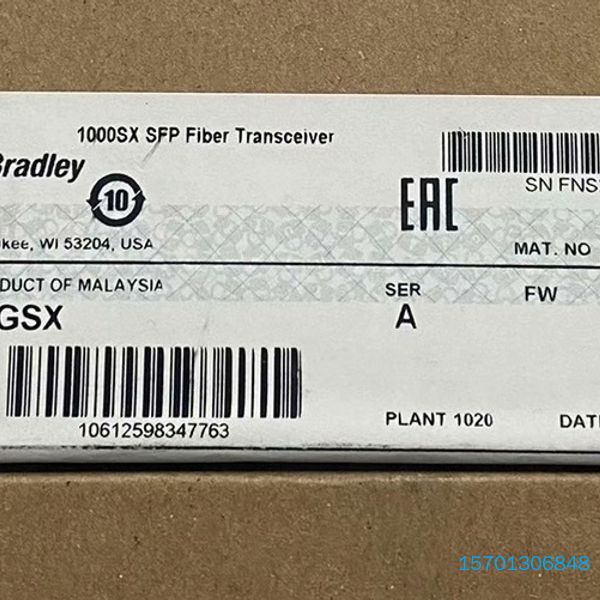 1000SX SFP Fiber Transceiver
Bradley
10
EAC
SN FNS
kee, WI 53204, USA
MAT. NO
DUCT OF MALAYSIA
SER
FW
GSX
A
10612598347763
PLANT 1020
DAT
15701306848